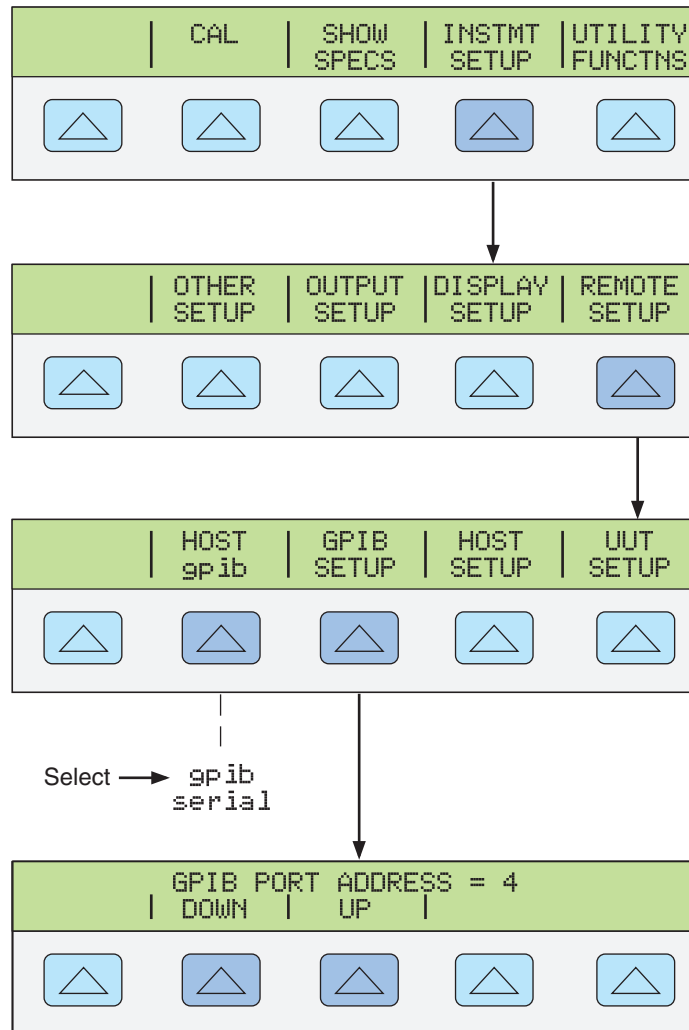 | CAL | SHOW | INSTMT | UTILITY
SPECS SETUP FUNCTNS
| OTHER | OUTPUT | DISPLAY | REMOTE
SETUP SETUP SETUP SETUP
| HOST | GPIB | HOST | UUT
gpib SETUP SETUP SETUP
Select gpib
serial
GPIB PORT ADDRESS = 4
| DOWN | UP |